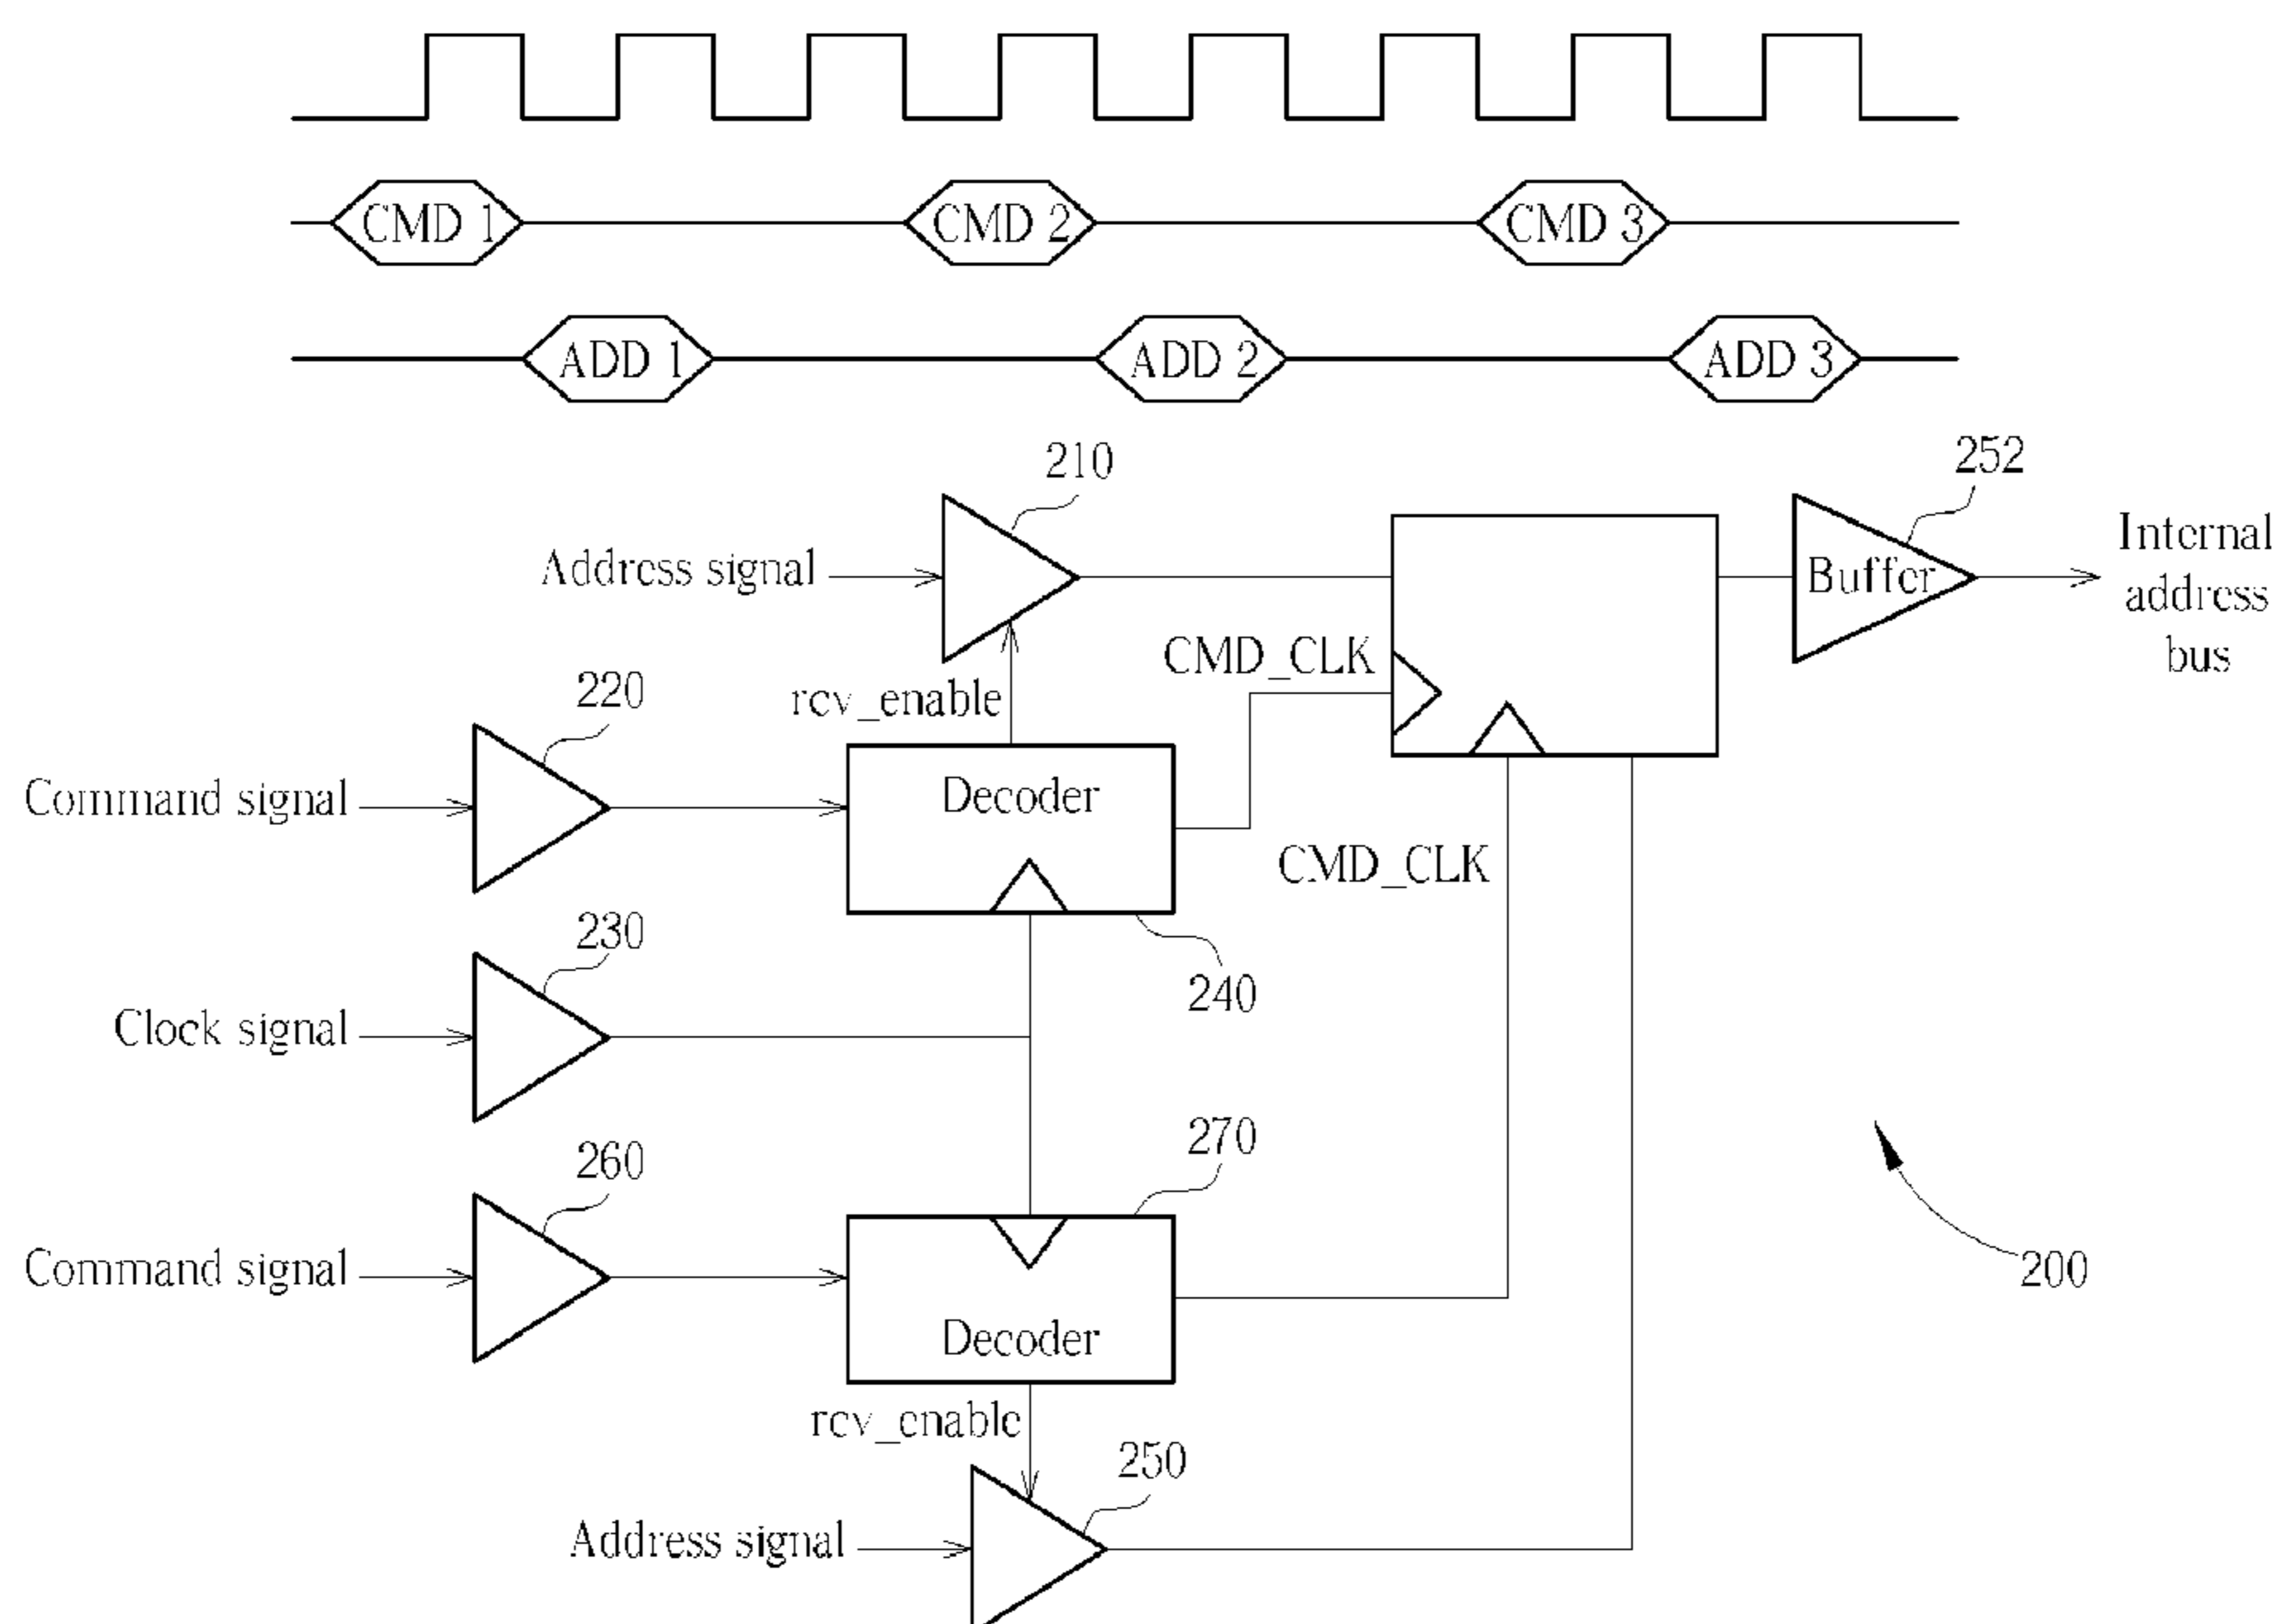 CMD 1
CMD 2
CMD 3
ADD 1
ADD 2
ADD 3
210
252
Address signal
Buffer
Internal
address
bus
CMD_CLK
220
rcv_enable
Command signal
Decoder
CMD_CLK
230
240
Clock signal
260
270
Command signal
Decoder
200
rcv_enable
250
Address signal